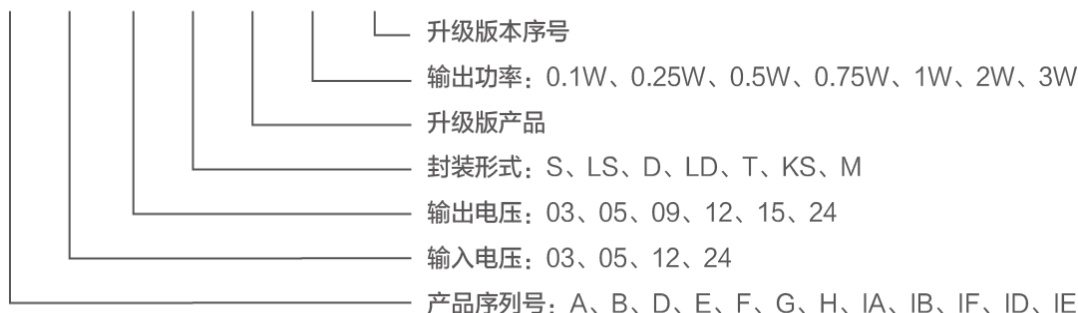 升级版本序号
输出功率：0.1W、0.25W、0.5W、0.75W、1W、2W、3W
升级版产品
封装形式：S、LS、D、LD、T、KS、M
输出电压：03、05、09、12、15、24
输入电压：03、05、12、24
产品序列号：A、B、D、E、F、G、H、IA、IB、IF、ID、IE